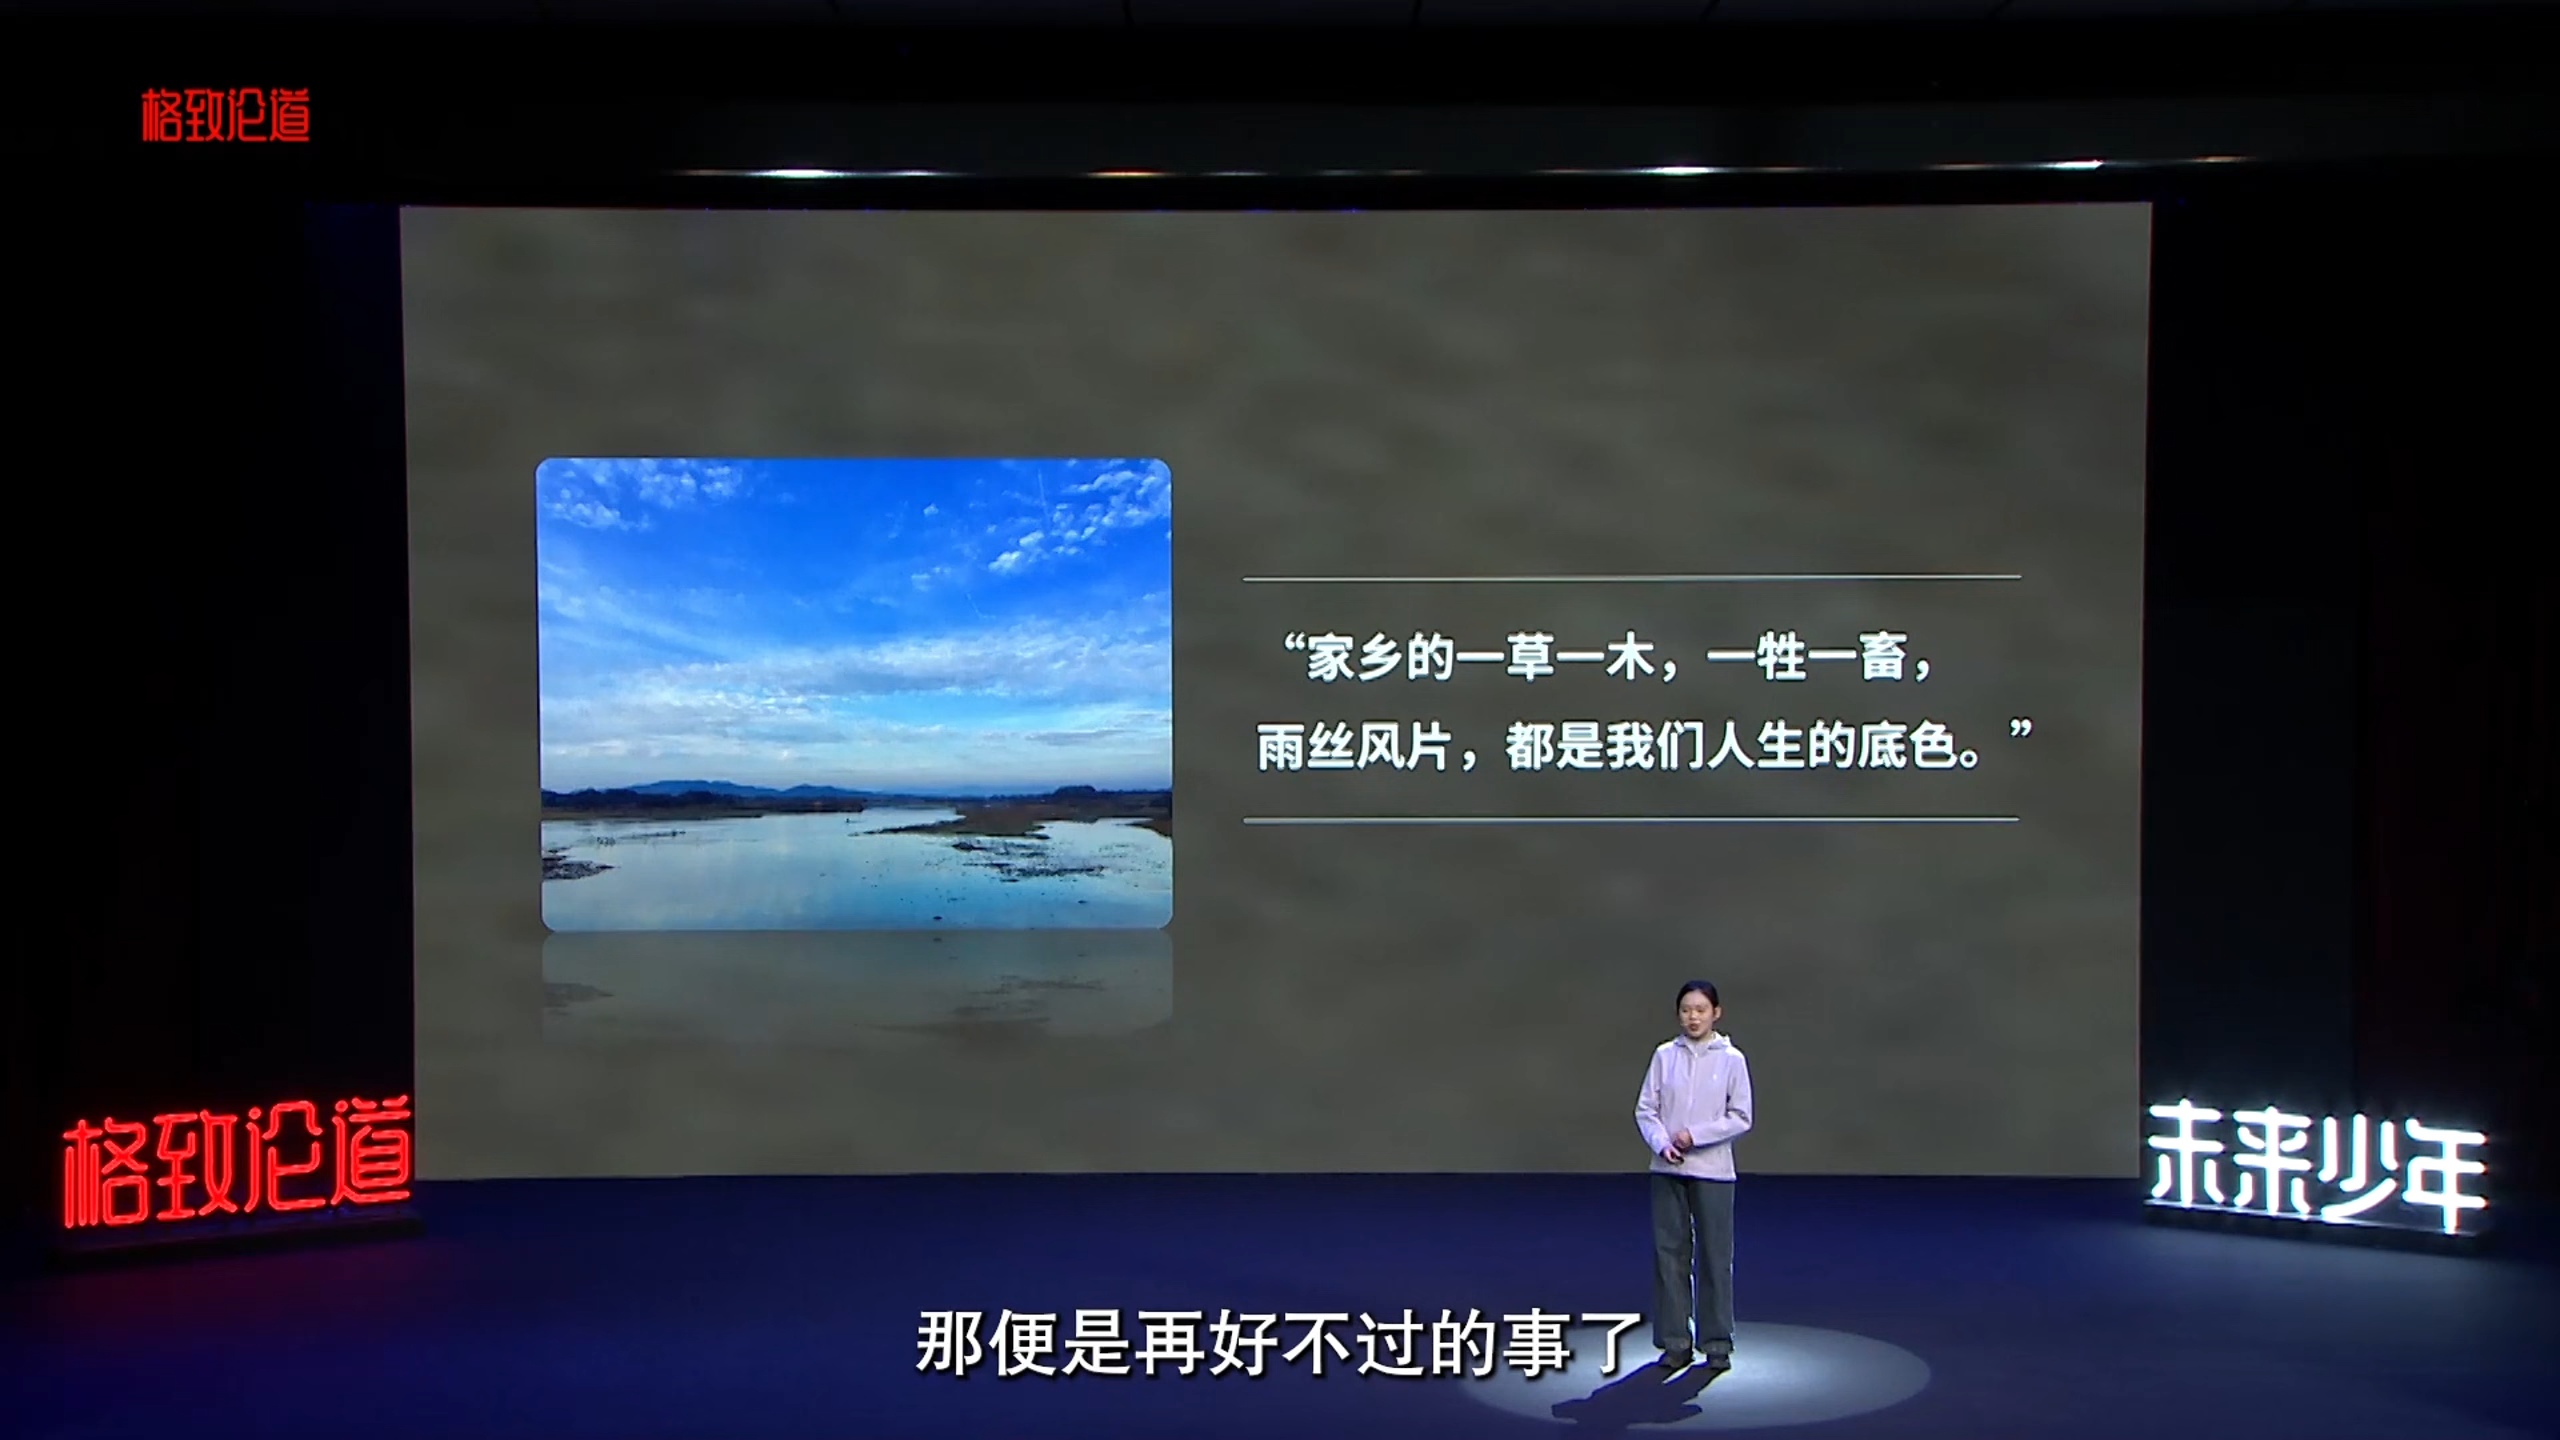 格致论道
“家乡的一草一木，一牲一畜，
雨丝风片，都是我们人生的底色。”
格致论道
未来少年
那便是再好不过的事了